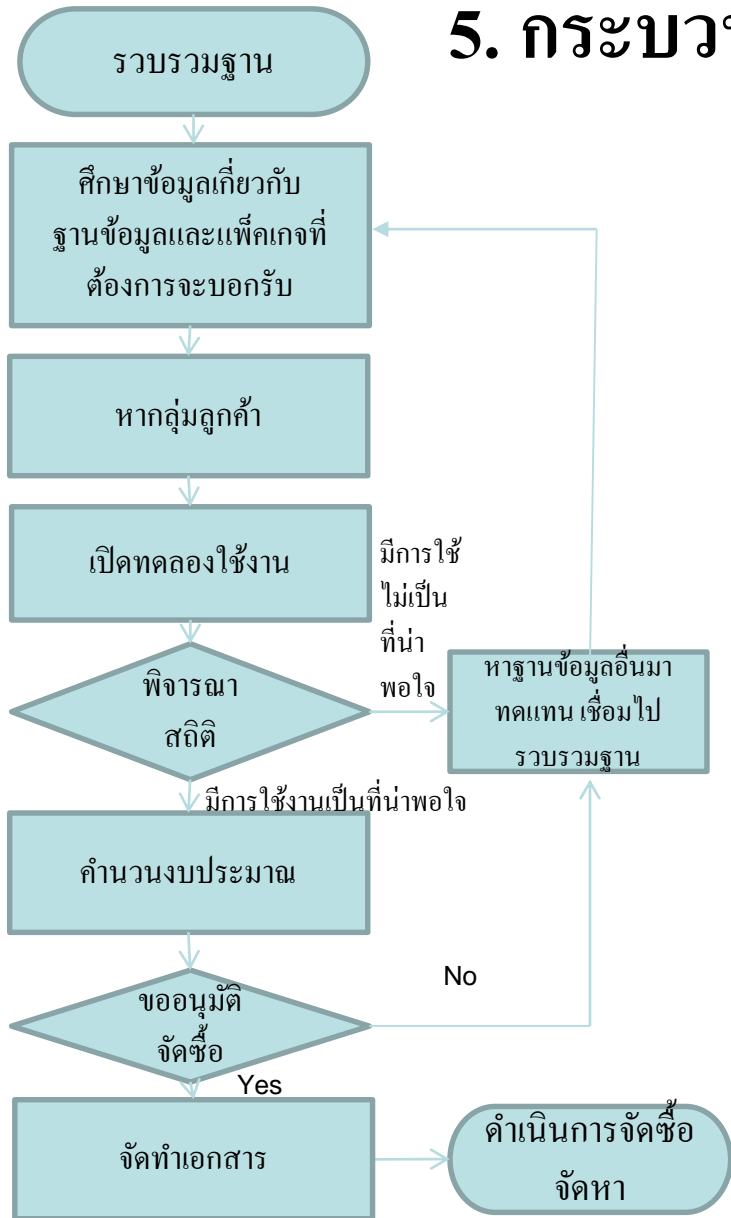 5. กระบว
รวบรวมฐาน
ศึกษาข้อมูลเกี่ยวกับ
ฐานข้อมูลและแพ็คเกจที่
ต้องการจะบอกรับ
หากลุ่มลูกค้า
เปิดทดลองใช้งาน
มีการใช้
ไม่เป็น
ที่น่า
พอใจ
พิจารณา
สถิติ
หาฐานข้อมูลอื่นมา
ทดแทน เชื่อมไป
รวบรวมฐาน
มีการใช้งานเป็นที่น่าพอใจ
คำนวนงบประมาณ
No
ขออนุมัติ
จัดซื้อ
Yes
จัดทำเอกสาร
ดำเนินการจัดซื้อ
จัดหา